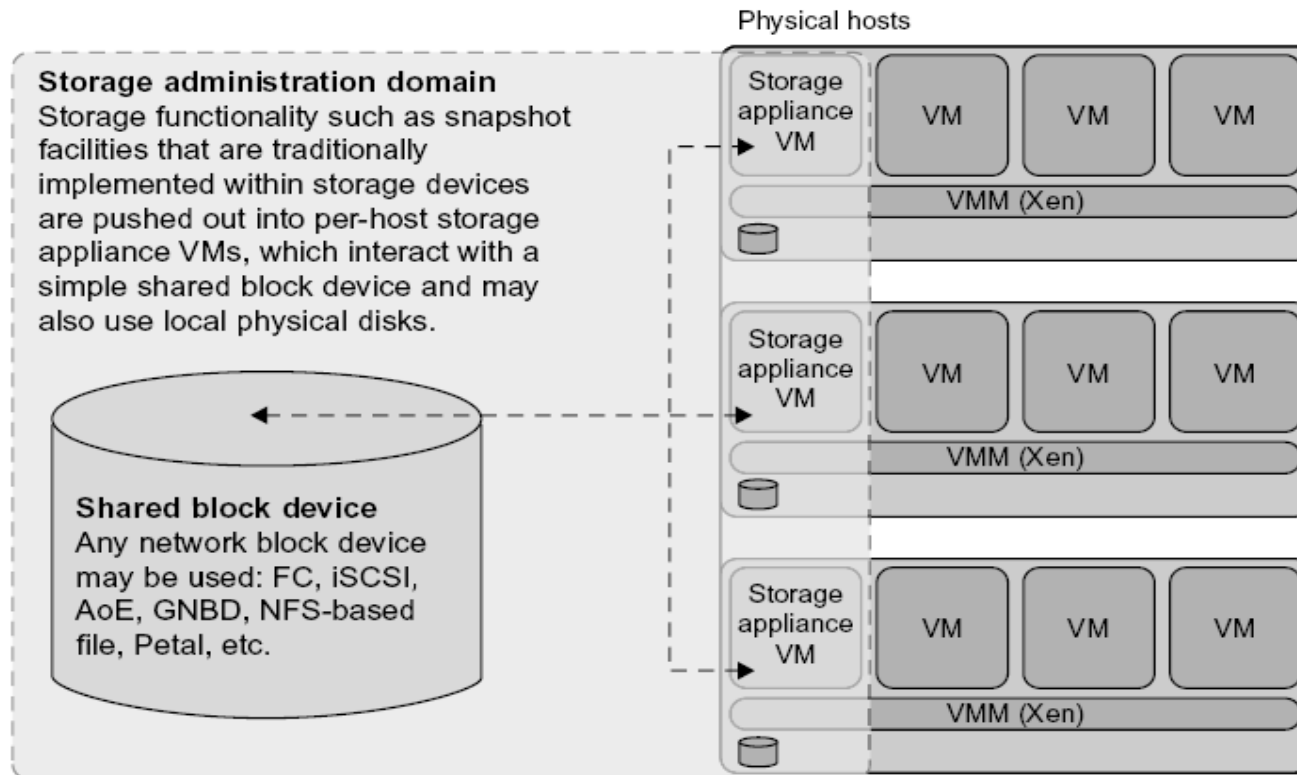 Physical hosts
Storage administration domain
Storage functionality such as snapshot
facilities that are traditionally
implemented within storage devices
are pushed out into per-host storage
appliance VMs, which interact with a
simple shared block device and may
also use local physical disks.
Shared block device
Any network block device
may be used: FC, iSCSI,
AoE, GNBD, NFS-based
file, Petal, etc.
Storage
appliance
VM
VM
VM
VM
VMM (Xen)
Storage
appliance
VM
VM
VM
VM
VMM (Xen)
Storage
appliance
VM
VM
VM
VM
VMM (Xen)